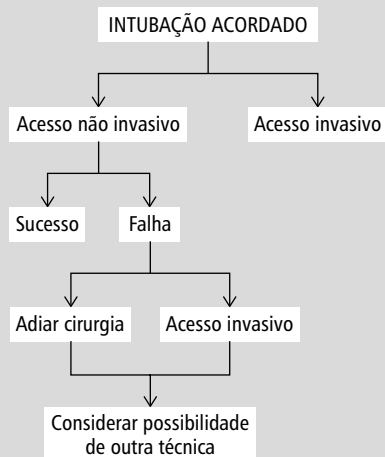 INTUBAÇÃO ACORDADO
Acesso não invasivo
Acesso invasivo
Sucesso
Falha
Adiar cirurgia
Acesso invasivo
Considerar possibilidade
de outra técnica